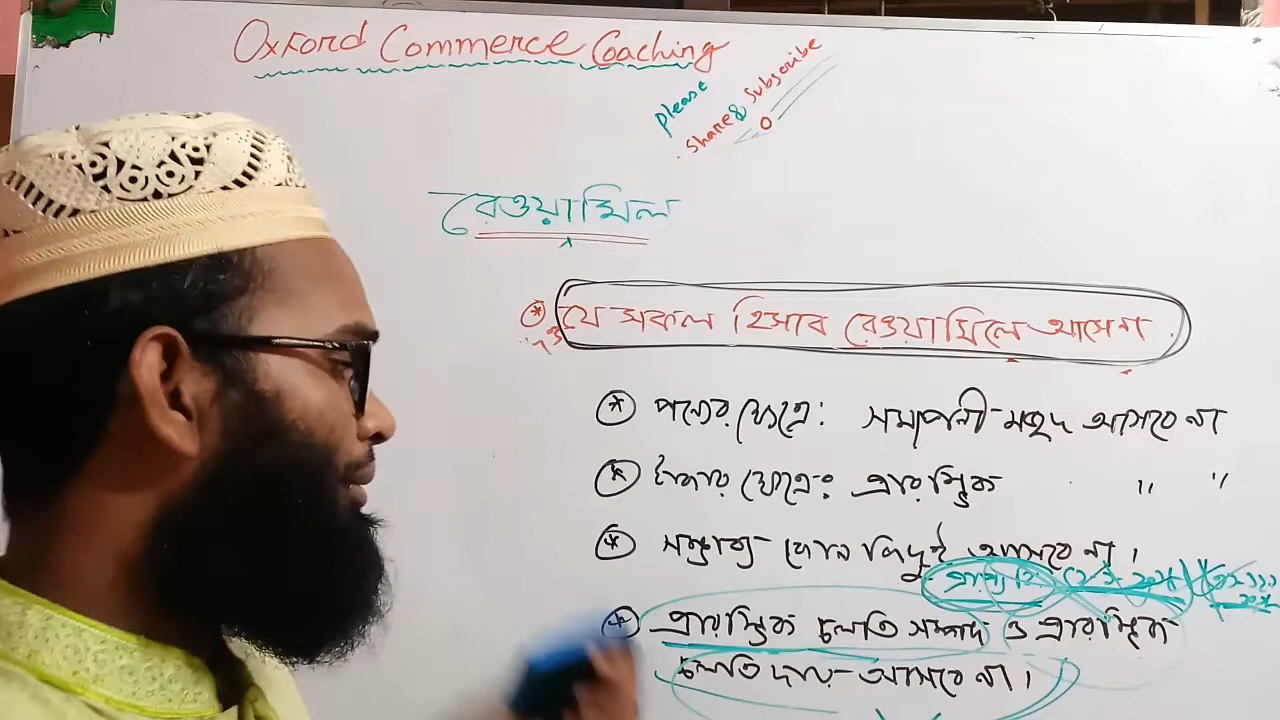 Oxford Commerce Coaching
please
share & Subscribe
রেওয়ামিল
যে সকল হিসাব রেওয়ামিলে আসেনা
পন্যের ক্ষেত্রে: সমাপনী মজুদ আসবে না
টাকার ক্ষেত্রেঃ প্রারম্ভিক " "
সম্ভাব্য কোন কিছুই আসবে না।
প্রারম্ভিক চলতি সম্পদ ও প্রারম্ভিক
চলতি দায় আসবে না।